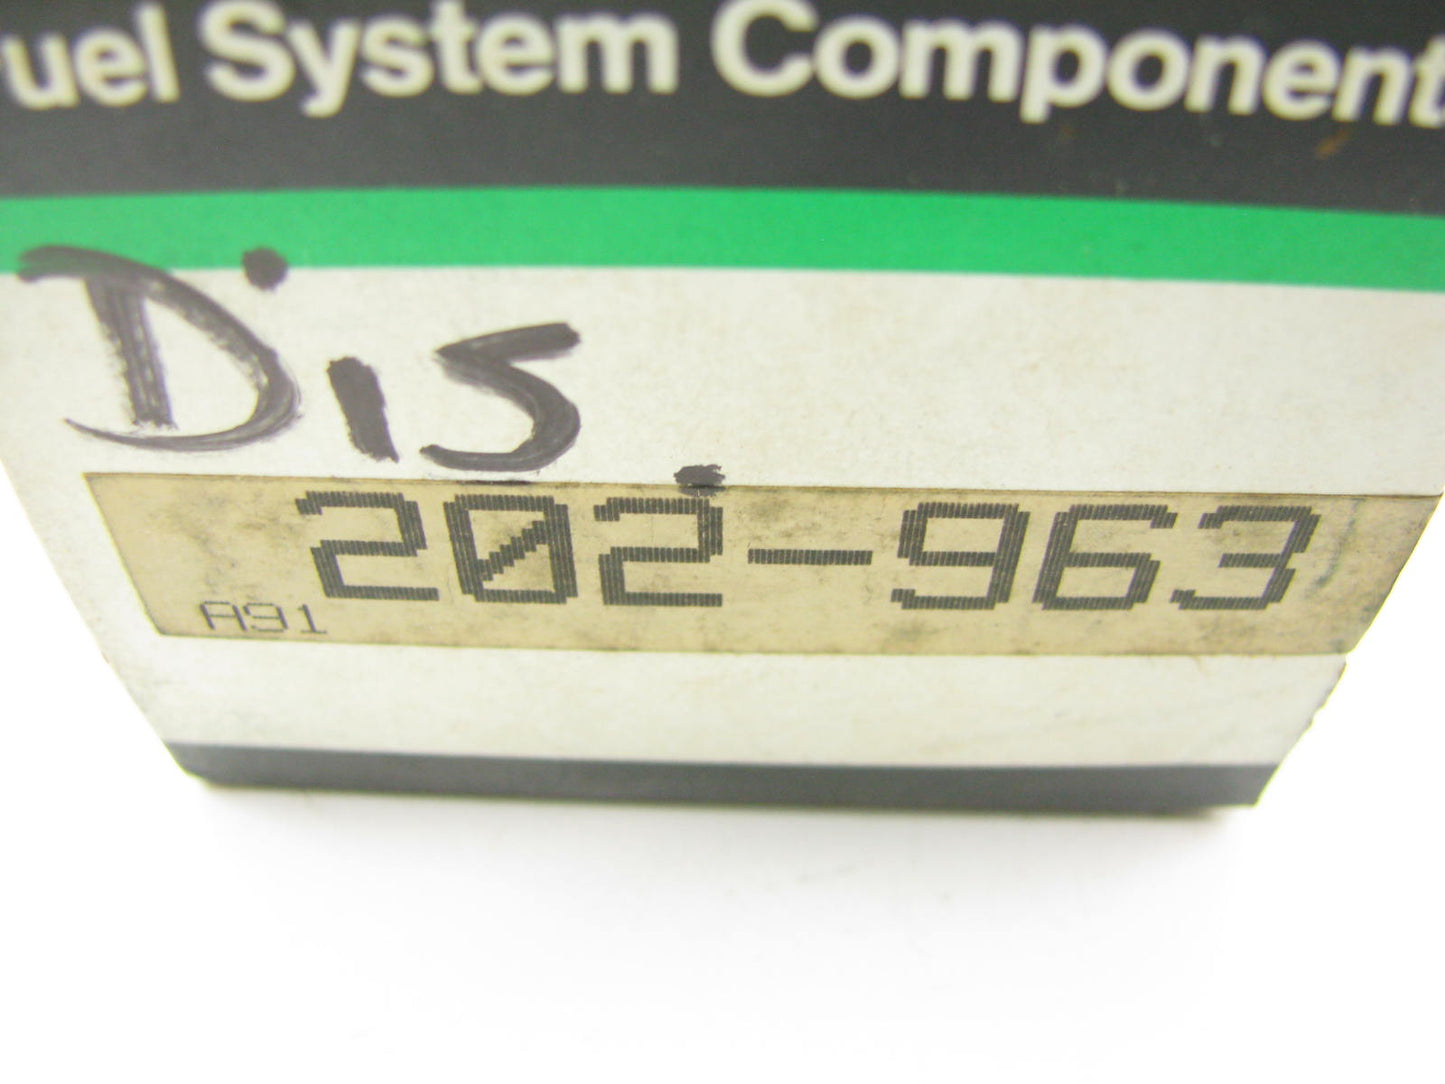 uel System Component
Dis.
202-963
A91